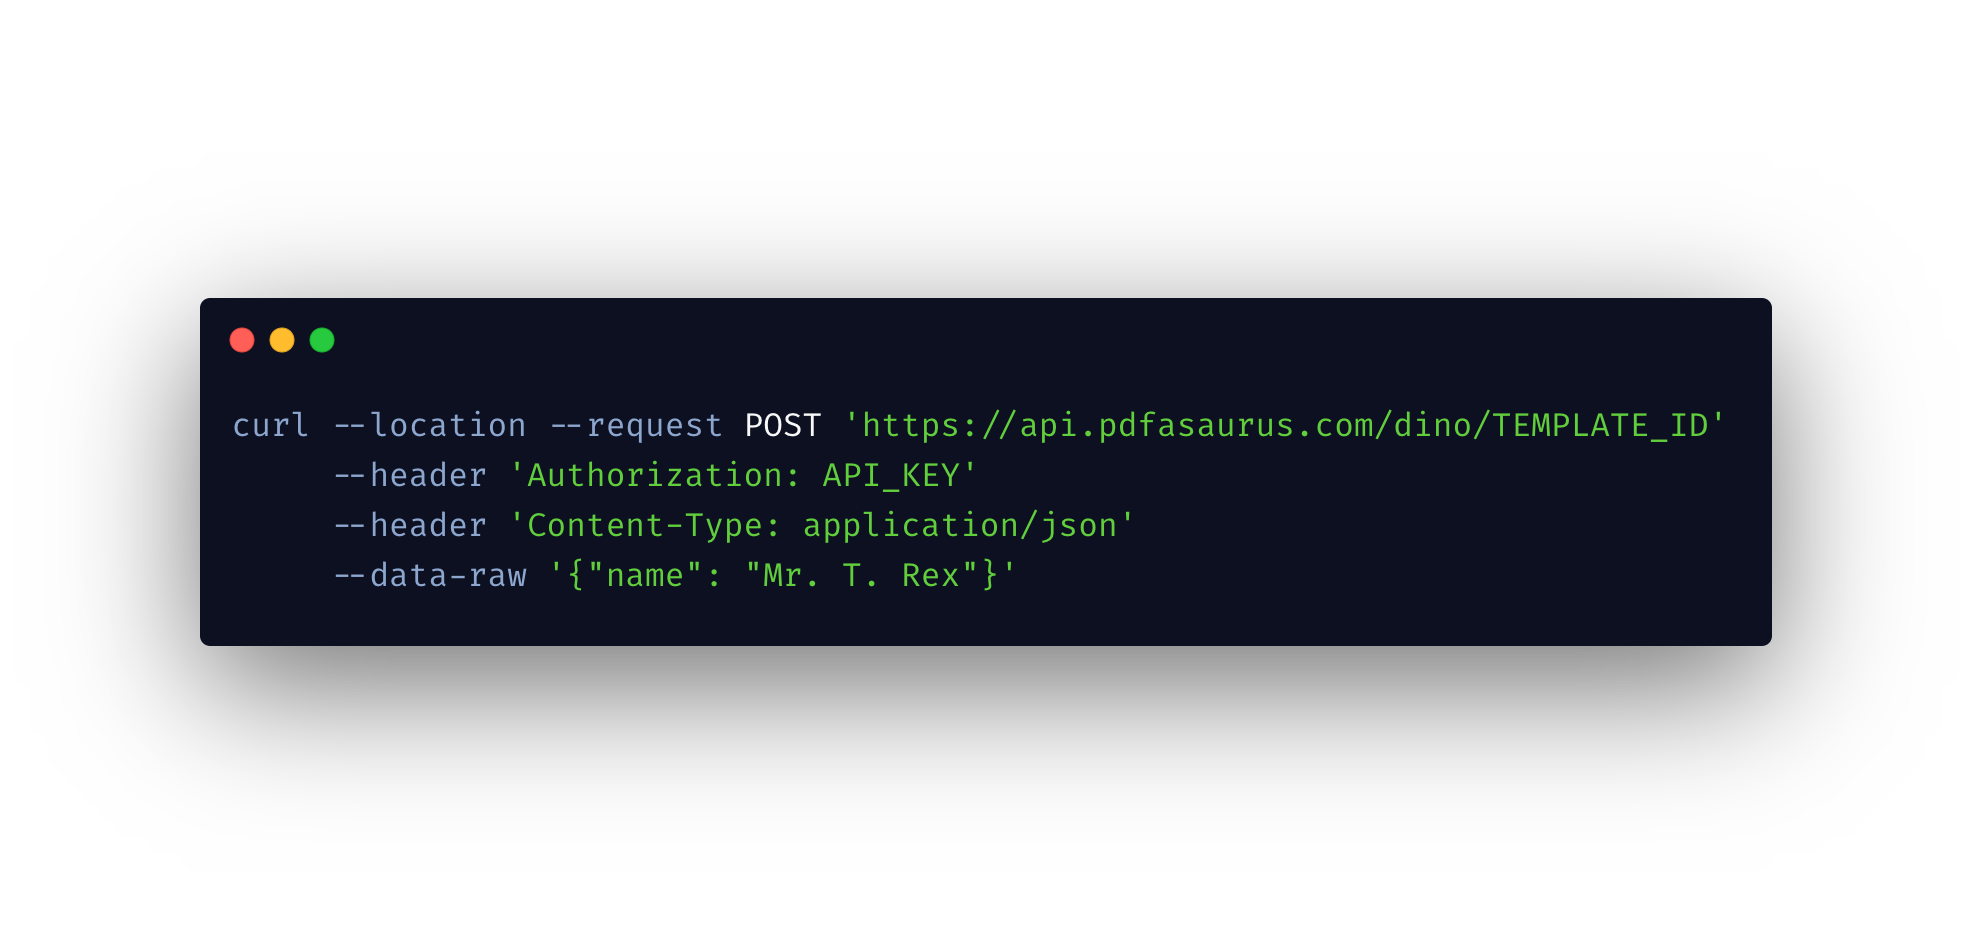 curl --location --request POST 'https://api.pdfasaurus.com/dino/TEMPLATE_ID'
--header 'Authorization: API_KEY'
--header 'Content-Type: application/json'
--data-raw '{"name": "Mr. T. Rex"}'